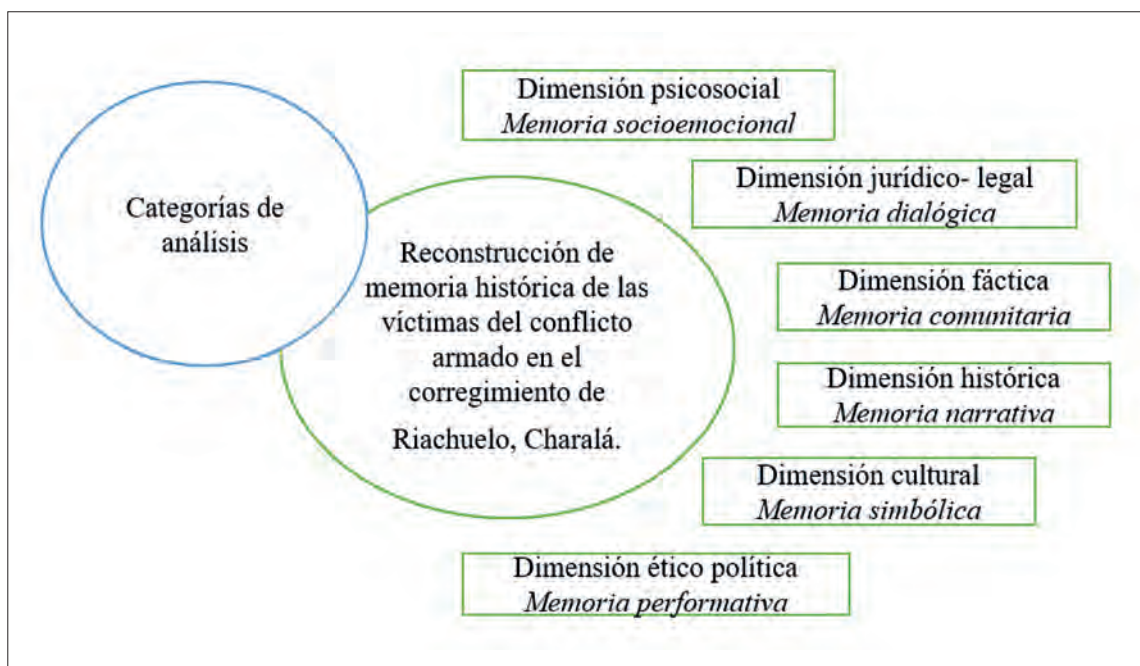 Categorías de
análisis
Reconstrucción de
memoria histórica de las
víctimas del conflicto
armado en el
corregimiento de
Riachuelo, Charalá.
Dimensión psicosocial
Memoria socioemocional
Dimensión jurídico- legal
Memoria dialógica
Dimensión fáctica
Memoria comunitaria
Dimensión histórica
Memoria narrativa
Dimensión cultural
Memoria simbólica
Dimensión ético política
Memoria performativa